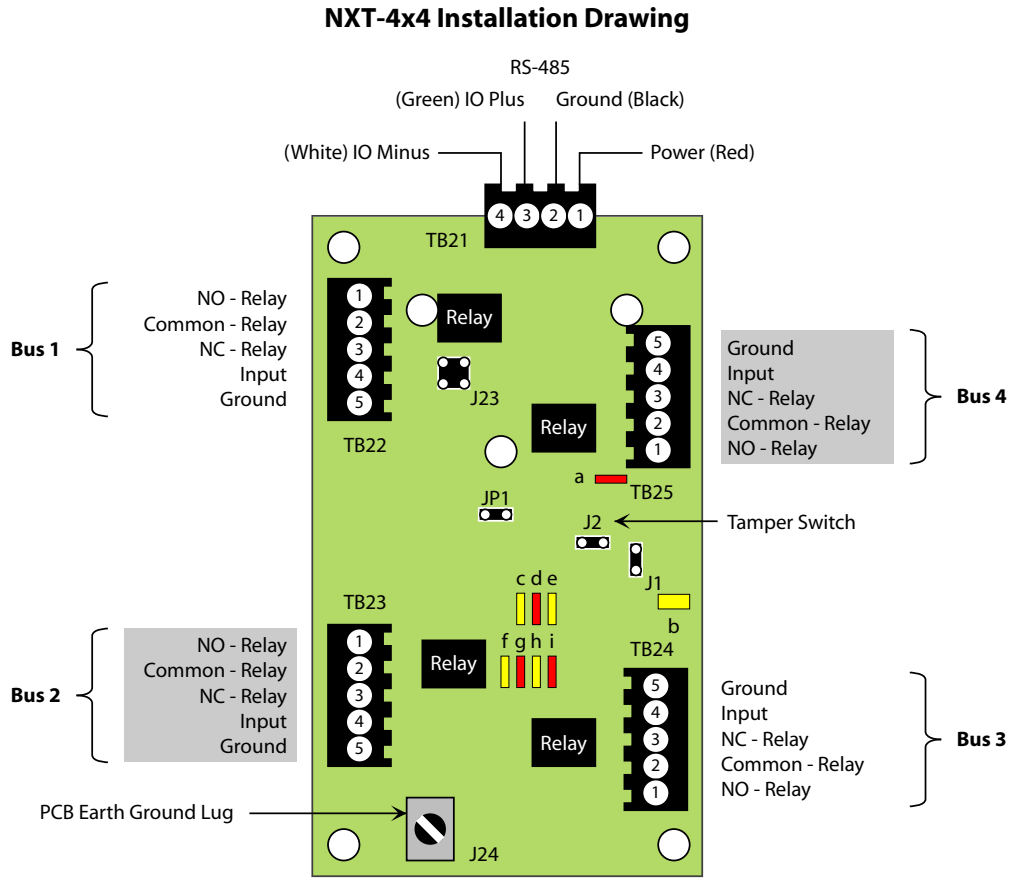 NXT-4x4 Installation Drawing
RS-485
(Green) IO Plus
Ground (Black)
(White) IO Minus
Power (Red)
4 3 2 1
TB21
Bus 1
NO - Relay
Common - Relay
NC - Relay
Input
Ground
1
2
3
4
5
TB22
Relay
J23
Relay
5
4
3
2
1
TB25
Ground
Input
NC - Relay
Common - Relay
NO - Relay
Bus 4
a
JP1
J2
Tamper Switch
J1
b
c d e
f g h i
TB23
Bus 2
NO - Relay
Common - Relay
NC - Relay
Input
Ground
1
2
3
4
5
Relay
Relay
TB24
5
4
3
2
1
Ground
Input
NC - Relay
Common - Relay
NO - Relay
Bus 3
PCB Earth Ground Lug
J24